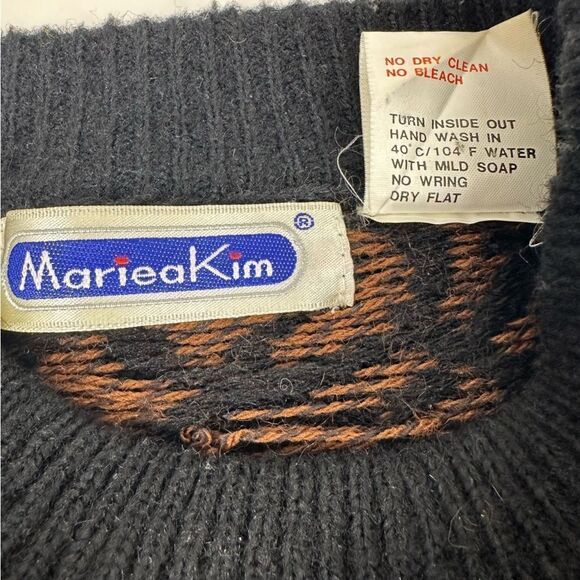 NO DRY CLEAN
NO BLEACH
TURN INSIDE OUT
HAND WASH IN
40°C/104°F WATER
WITH MILD SOAP
NO WRING
DRY FLAT
MarieaKim ®